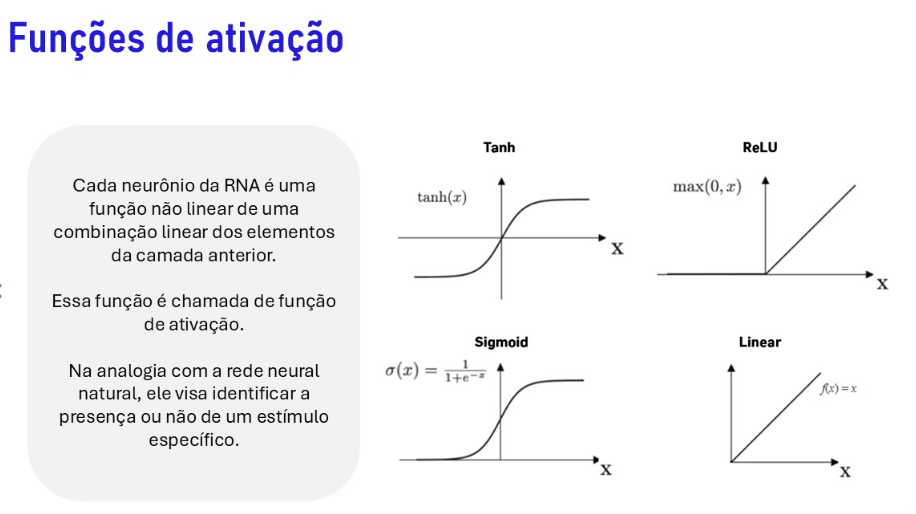 Funções de ativação
Cada neurônio da RNA é uma
função não linear de uma
combinação linear dos elementos
da camada anterior.
Essa função é chamada de função
de ativação.
Na analogia com a rede neural
natural, ele visa identificar a
presença ou não de um estímulo
específico.
Tanh
tanh(x)
X
ReLU
max(0, x)
X
Sigmoid
σ(x) = 1/(1+e^-x)
X
Linear
f(x) = x
X